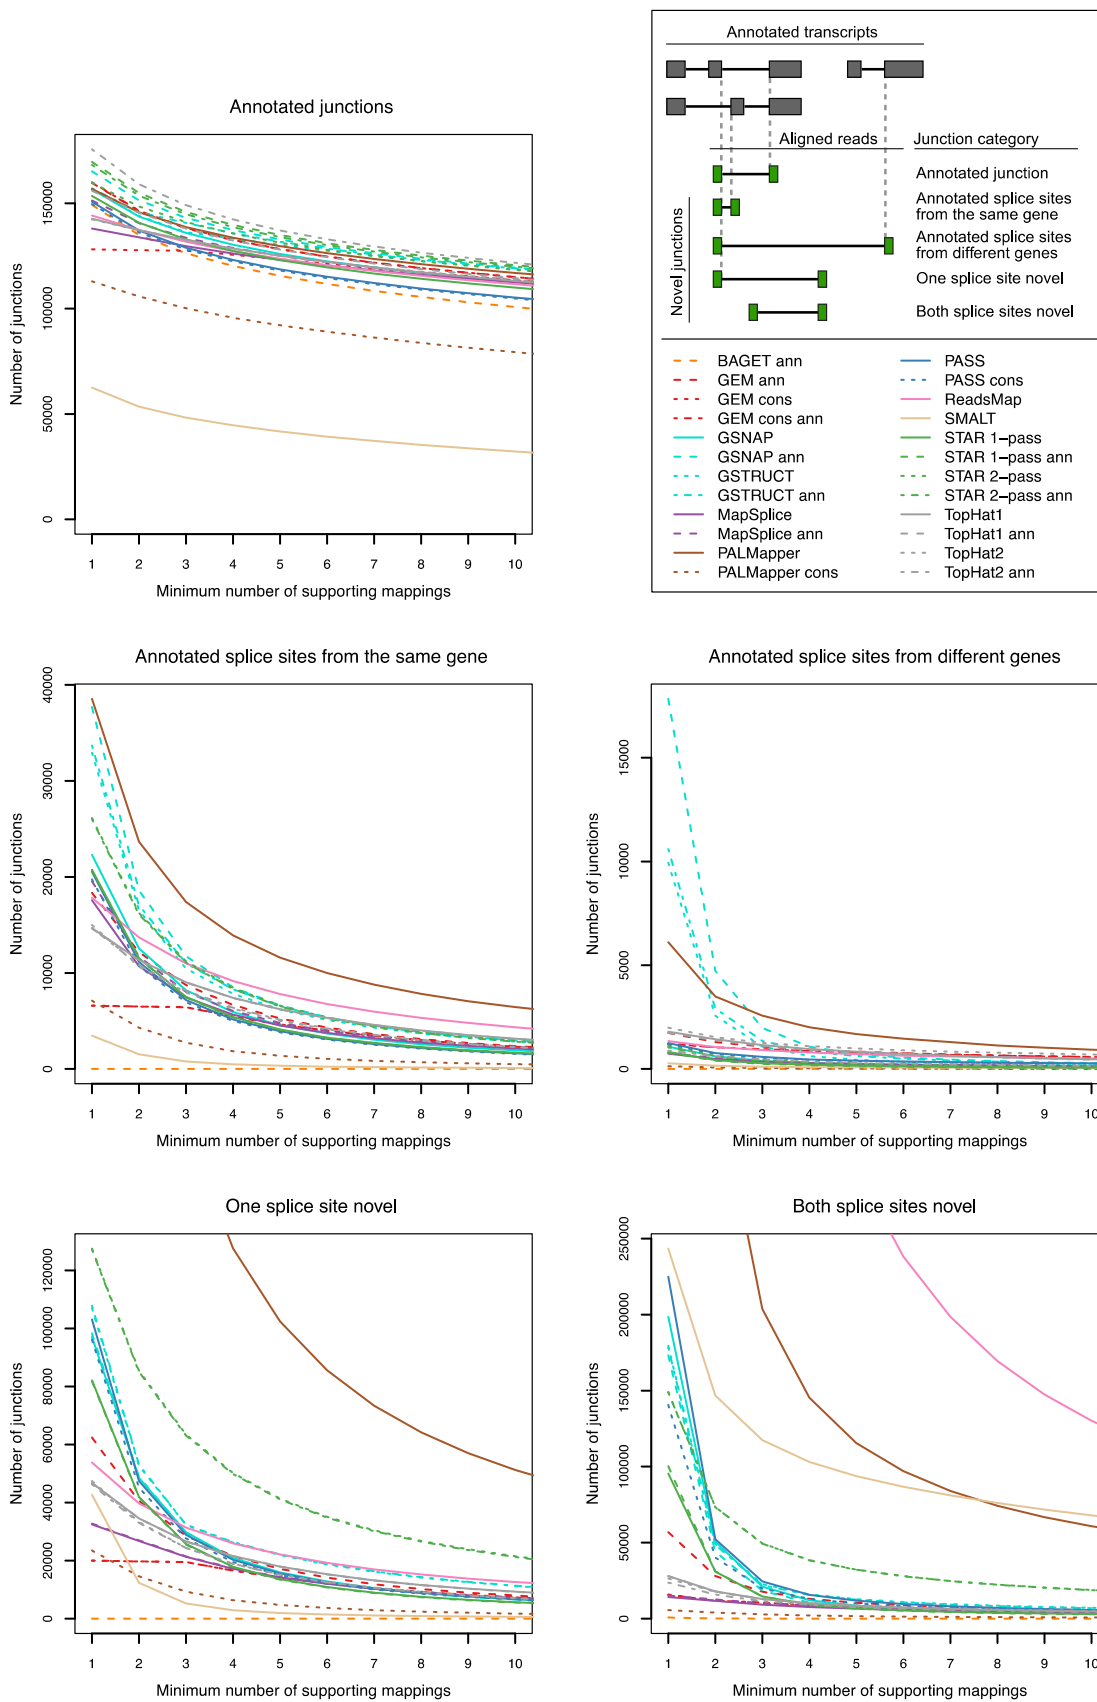 Annotated transcripts
Aligned reads
Junction category
Annotated junction
Annotated splice sites
from the same gene
Annotated splice sites
from different genes
One splice site novel
Both splice sites novel
Novel junctions
BAGET ann
GEM ann
GEM cons
GEM cons ann
GSNAP
GSNAP ann
GSTRUCT
GSTRUCT ann
MapSplice
MapSplice ann
PALMapper
PALMapper cons
PASS
PASS cons
ReadsMap
SMALT
STAR 1−pass
STAR 1−pass ann
STAR 2−pass
STAR 2−pass ann
TopHat1
TopHat1 ann
TopHat2
TopHat2 ann
Annotated junctions
Number of junctions
150000
100000
50000
0
1 2 3 4 5 6 7 8 9 10
Minimum number of supporting mappings
Annotated splice sites from the same gene
Number of junctions
40000
30000
20000
10000
0
1 2 3 4 5 6 7 8 9 10
Minimum number of supporting mappings
Annotated splice sites from different genes
Number of junctions
15000
10000
5000
0
1 2 3 4 5 6 7 8 9 10
Minimum number of supporting mappings
One splice site novel
Number of junctions
120000
100000
80000
60000
40000
20000
0
1 2 3 4 5 6 7 8 9 10
Minimum number of supporting mappings
Both splice sites novel
Number of junctions
250000
200000
150000
100000
50000
0
1 2 3 4 5 6 7 8 9 10
Minimum number of supporting mappings